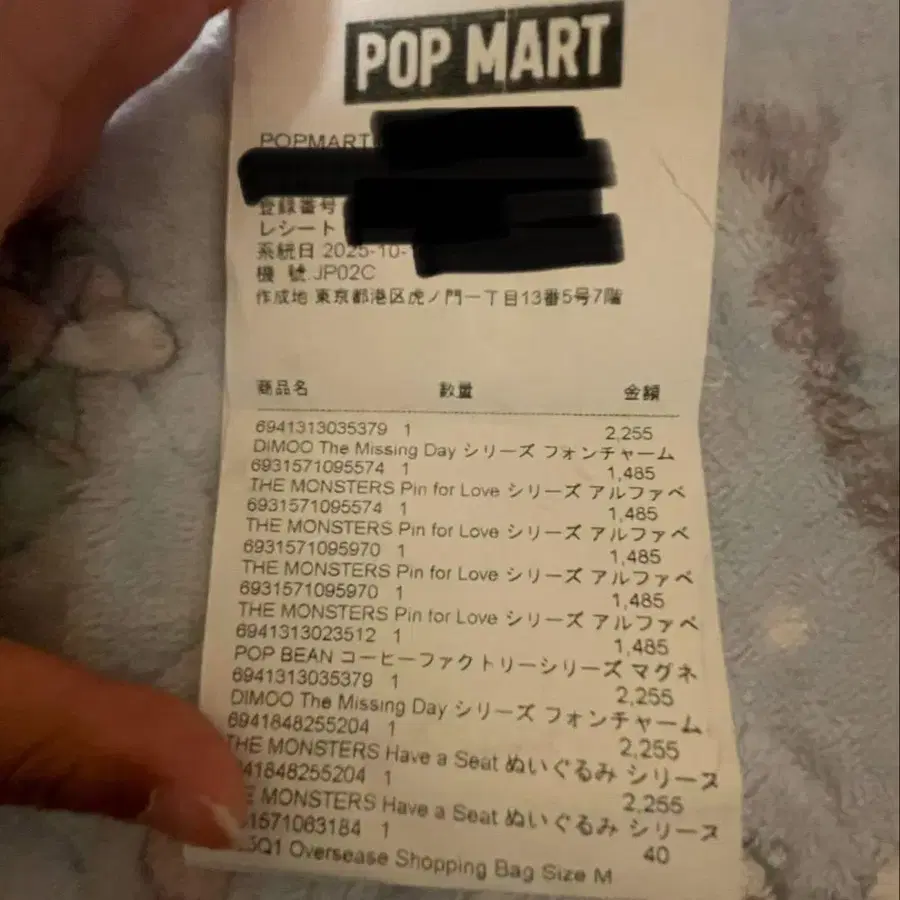 POP MART
POPMART
登録番号
レシート
系統日 2025-10-
機 號 JP02C
作成地 東京都港区虎ノ門一丁目13番5号7階
商品名 数量 金額
6941313035379 1 2,255
DIMOO The Missing Day シリーズ フォンチャーム
6931571095574 1 1,485
THE MONSTERS Pin for Love シリーズ アルファベ
6931571095574 1 1,485
THE MONSTERS Pin for Love シリーズ アルファベ
6931571095970 1 1,485
THE MONSTERS Pin for Love シリーズ アルファベ
6931571095970 1 1,485
THE MONSTERS Pin for Love シリーズ アルファベ
6941313023512 1 1,485
POP BEAN コーヒーファクトリーシリーズ マグネ
6941313035379 1 2,255
DIMOO The Missing Day シリーズ フォンチャーム
6941848255204 1 2,255
THE MONSTERS Have a Seat ぬいぐるみ シリーズ
41848255204 1 2,255
E MONSTERS Have a Seat ぬいぐるみ シリーズ
1571063184 1 40
5Q1 Oversease Shopping Bag Size M